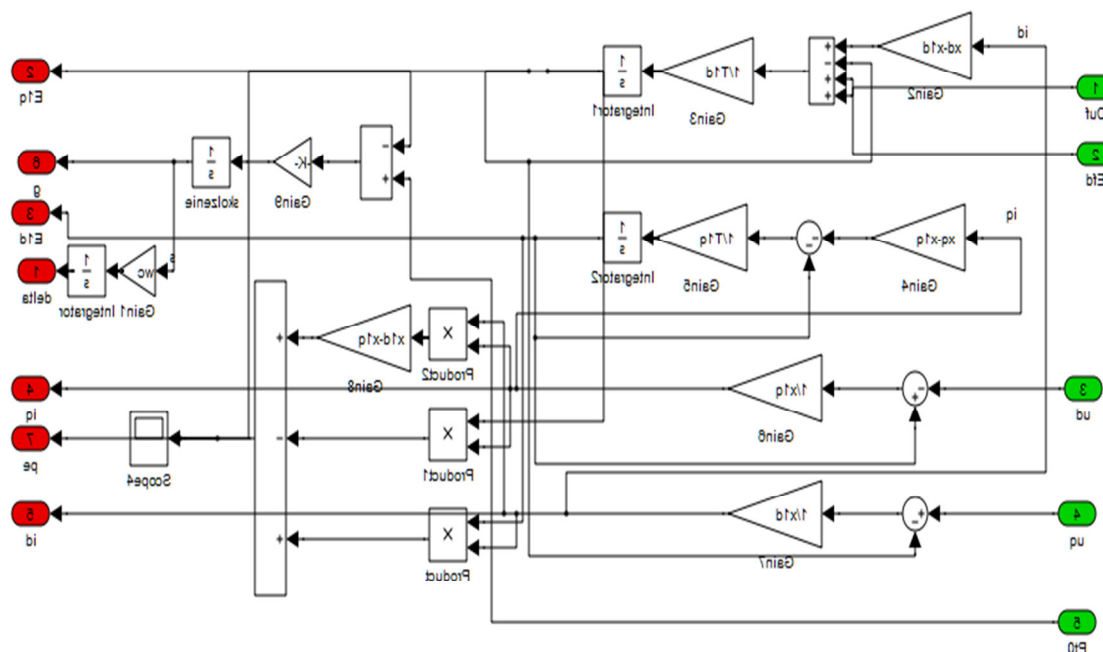 id
xd-x1d
Gain2
+
-
+
+
1/T1d
Gain3
1
s
Integrator1
2
E1q
1
2
Efd
-
+
-K-
Gain9
1
s
skolzenie
6
g
3
E1d
iq
xq-x1q
Gain4
-
-
1/T1q
Gain5
1
s
Integrator2
s
wc
Gain1
1
s
Integrator
1
delta
X
Product2
x1d-x1q
Gain8
+
3
ud
-
+
1/x1q
Gain6
4
iq
X
Product1
-
Scope4
7
pe
4
uq
+
-
1/x1d
Gain7
X
Product
+
5
id
5
Pt0